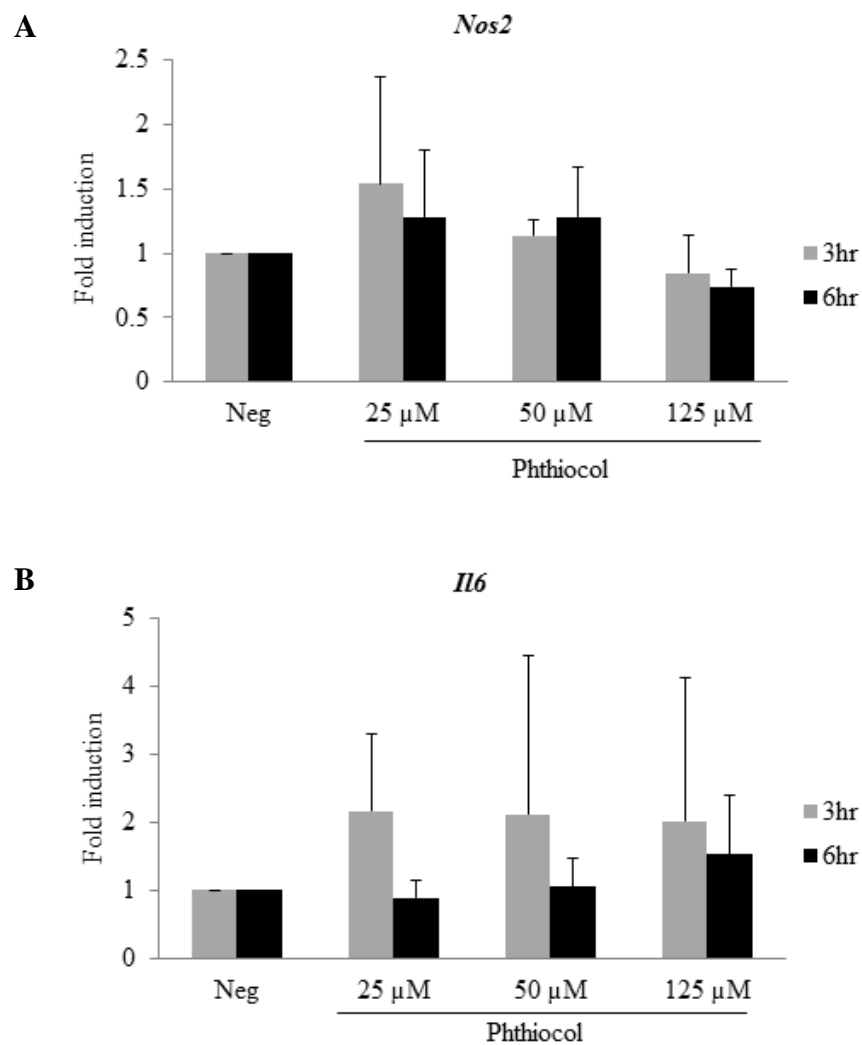 A
Nos2
Fold induction
2.5
2
1.5
1
0.5
0
Neg
25 µM
50 µM
125 µM
Phthiocol
3hr
6hr
B
Il6
Fold induction
5
4
3
2
1
0
Neg
25 µM
50 µM
125 µM
Phthiocol
3hr
6hr